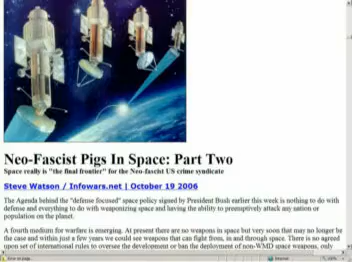 Neo-Fascist Pigs In Space: Part Two
Space really is "the final frontier" for the Neo-fascist US crime syndicate
Steve Watson / Infowars.net | October 19 2006
The Agenda behind the "defense focused" space policy signed by President Bush earlier this week is nothing to do with
defense and everything to do with weaponizing space and having the ability to preemptively attack any nation or
population on the planet.
A fourth medium for warfare is emerging. At present there are no weapons in space but very soon that may no longer be
the case and within just a few years we could see weapons that can fight from, in and through space. There is no agreed
upon set of international rules to oversee the development or ban the deployment of non-WMD space weapons, only